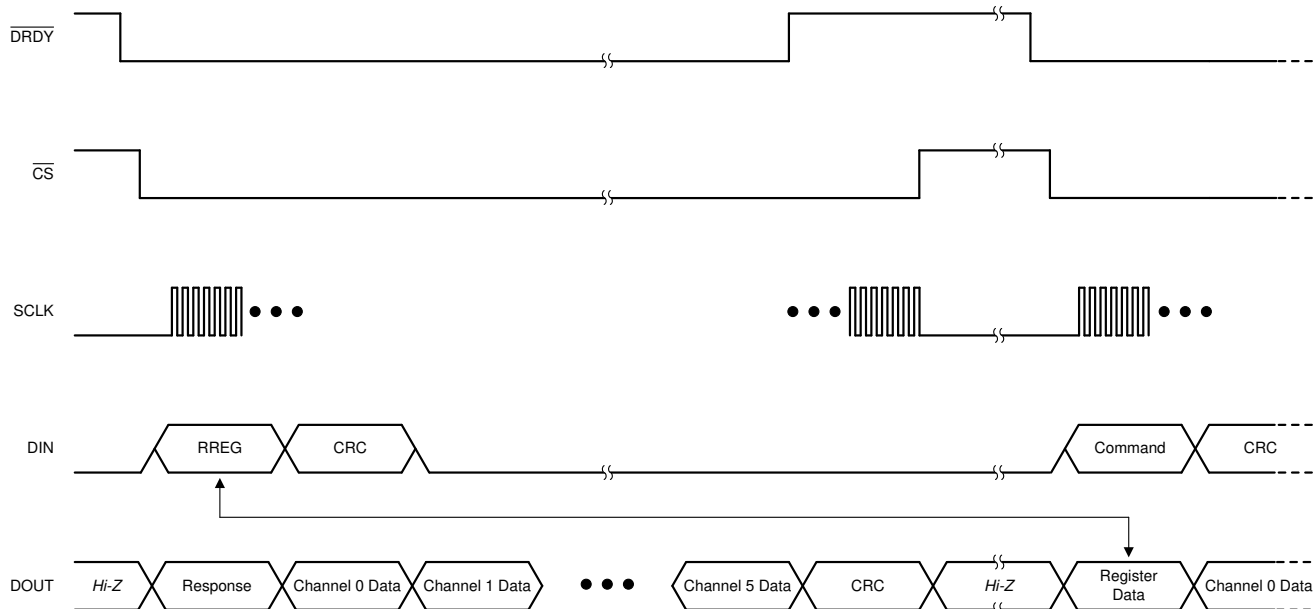 DRDY
CS
SCLK
DIN
RREG
CRC
Command
CRC
DOUT
Hi-Z
Response
Channel 0 Data
Channel 1 Data
Channel 5 Data
CRC
Hi-Z
Register
Data
Channel 0 Data